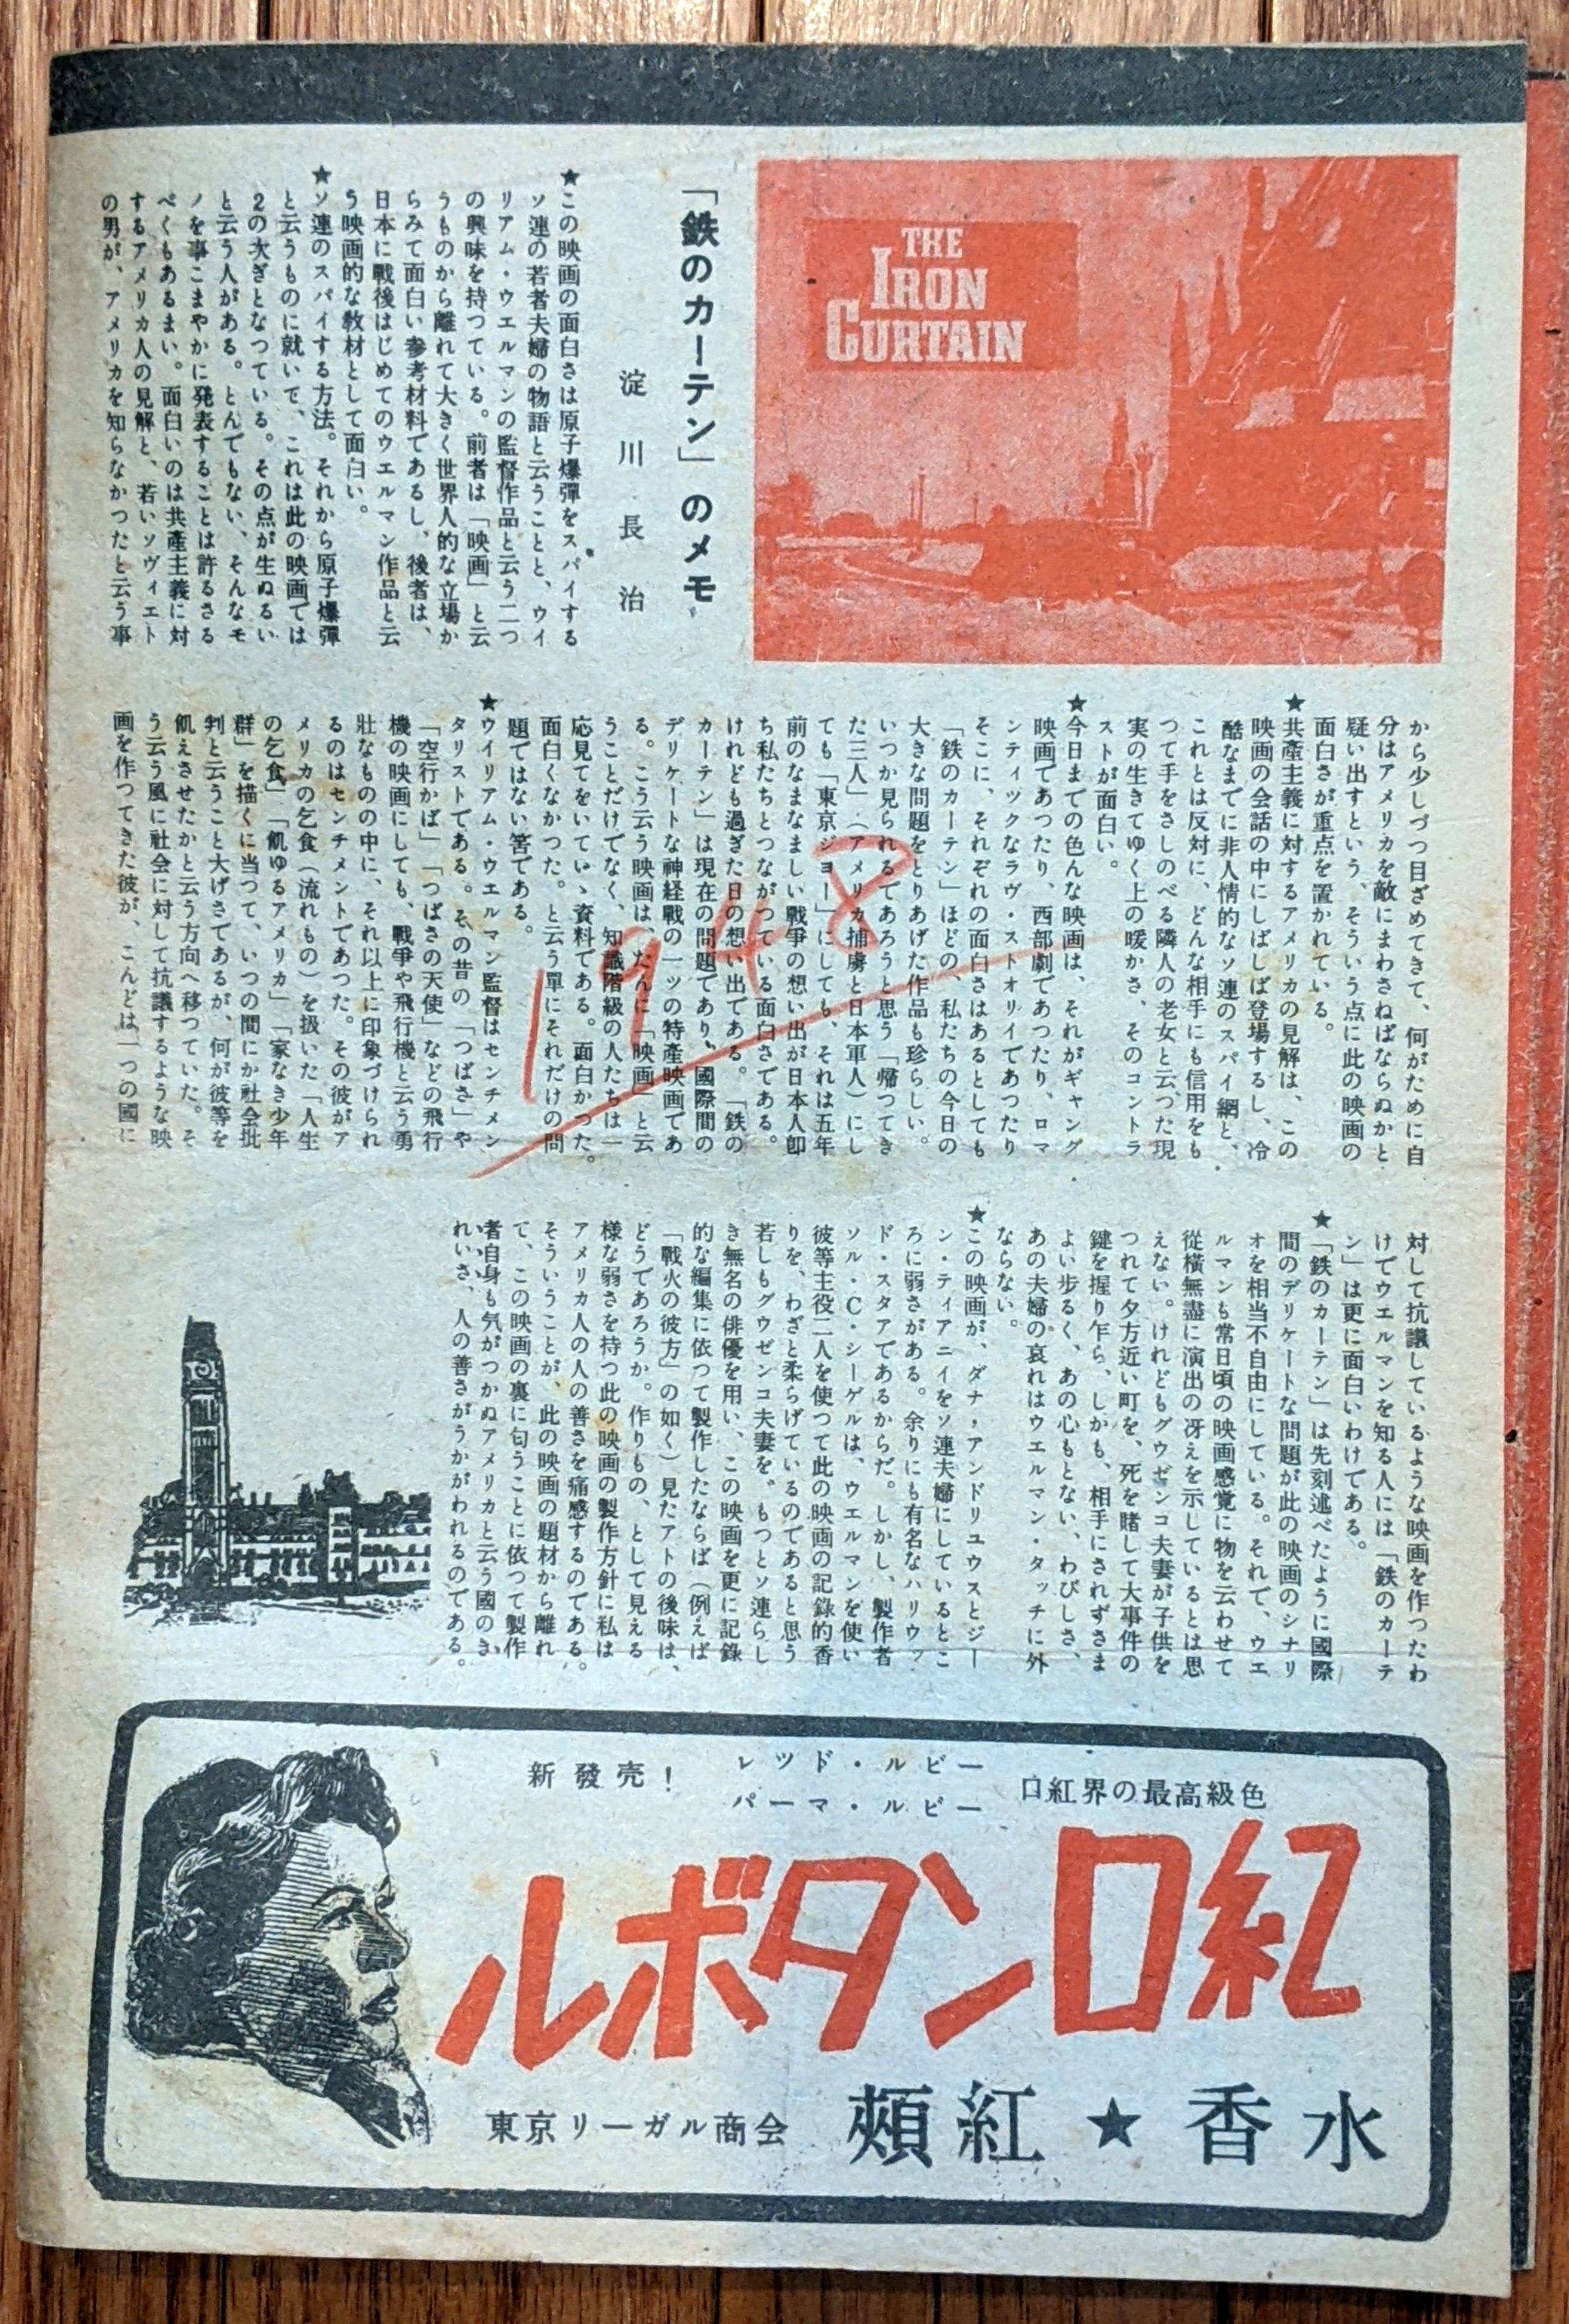 THE
IRON
CURTAIN
「鉄のカーテン」のメモ
淀川長治
★この映画の面白さは原子爆彈をスパイする
ソ連の若者夫婦の物語と云うことと、ウイ
リアム・ウエルマンの監督作品と云う二つ
の興味を持つている。前者は「映画」と云
うものから離れて大きく世界人的な立場か
らみて面白い参考材料であるし、後者は、
日本に戰後はじめてのウエルマン作品と云
う映画的な教材として面白い。
★ソ連のスパイする方法。それから原子爆彈
と云うものに就いて、これは此の映画では
2の次ぎとなつている。その点が生ぬるい
と云う人がある。とんでもない、そんなモ
ノを事こまやかに発表することは許るさる
べくもあるまい。面白いのは共産主義に対
するアメリカ人の見解と、若いソヴィエト
の男が、アメリカを知らなかつたと云う事
から少しづつ目ざめてきて、何がために自
分はアメリカを敵にまわさねばならぬかと
疑い出すという、そういう点に此の映画の
面白さが重点を置かれている。
★共産主義に対するアメリカの見解は、この
映画の会話の中にしばしば登場するし、冷
酷なまでに非人情的なソ連のスパイ網と、
これとは反対に、どんな相手にも信用をも
つて手をさしのべる隣人の老女と云つた現
実の生きてゆく上の暖かさ、そのコントラ
ストが面白い。
★今日までの色んな映画は、それがギャング
映画であつたり、西部劇であつたり、ロマ
ンティックなラヴ・ストオリイであつたり
そこに、それぞれの面白さはあるとしても
「鉄のカーテン」ほどの、私たちの今日の
大きな問題をとりあげた作品も珍らしい。
いつか見られるであろうと思う「帰つてき
た三人」（アメリカ捕虜と日本軍人）にし
ても「東京ジョー」にしても、それは五年
前のなまなましい戰爭の想い出が日本人卽
ち私たちとつながつている面白さである。
けれども過ぎた日の想い出である。「鉄の
カーテン」は現在の問題であり、國際間の
デリケートな神経戰の一ツの特產映画であ
る。こう云う映画は、たんに「映画」と云
うことだけでなく、知識階級の人たちは一
応見てをいていゝ資料である。面白かつた。
面白くなかつた。と云う單にそれだけの問
題ではない筈である。
★ウイリアム・ウエルマン監督はセンチメン
タリストである。その昔の「つばさ」や
「空行かば」「つばさの天使」などの飛行
機の映画にしても、戰爭や飛行機と云う勇
壮なものの中に、それ以上に印象づけられ
るのはセンチメントであつた。その彼がア
メリカの乞食（流れもの）を扱いた「人生
の乞食」「飢ゆるアメリカ」「家なき少年
群」を描くに当つて、いつの間にか社会批
判と云うこと大げさであるが、何が彼等を
飢えさせたかと云う方向へ移つていた。そ
う云う風に社会に対して抗議するような映
画を作つてきた彼が、こんどは一つの國に
対して抗議しているような映画を作つたわ
けでウエルマンを知る人には「鉄のカーテ
ン」は更に面白いわけである。
★「鉄のカーテン」は先刻述べたように國際
間のデリケートな問題が此の映画のシナリ
オを相当不自由にしている。それで、ウエ
ルマンも常日頃の映画感覚に物を云わせて
從横無盡に演出の冴えを示しているとは思
えない。けれどもグウゼンコ夫妻が子供を
つれて夕方近い町を、死を賭して大事件の
鍵を握り乍ら、しかも、相手にされずさま
よい歩るく、あの心もとない、わびしさ、
あの夫婦の哀れはウエルマン・タッチに外
ならない。
★この映画が、ダナ・アンドリユウスとジー
ン・ティアニイをソ連夫婦にしているとこ
ろに弱さがある。余りにも有名なハリウッ
ド・スタアであるからだ。しかし、製作者
ソル・C・シーゲルは、ウエルマンを使い
彼等主役二人を使つて此の映画の記録的香
りを、わざと柔らげているのであると思う
若しもグウゼンコ夫妻を、もつとソ連らし
き無名の俳優を用い、この映画を更に記録
的な編集に依つて製作したならば（例えば
「戰火の彼方」の如く）見たアトの後味は、
どうであろうか。作りもの、として見える
様な弱さを持つ此の映画の製作方針に私は
アメリカ人の人の善さを痛感するのである。
そういうことが、此の映画の題材から離れ
て、この映画の裏に匂うことに依つて製作
者自身も気がつかぬアメリカと云う國のき
れいさ、人の善さがうかがわれるのである。
1948
新發売！
レツド・ルビー
パーマ・ルビー
口紅界の最高級色
ルボタン口紅
東京リーガル商会
頰紅★香水